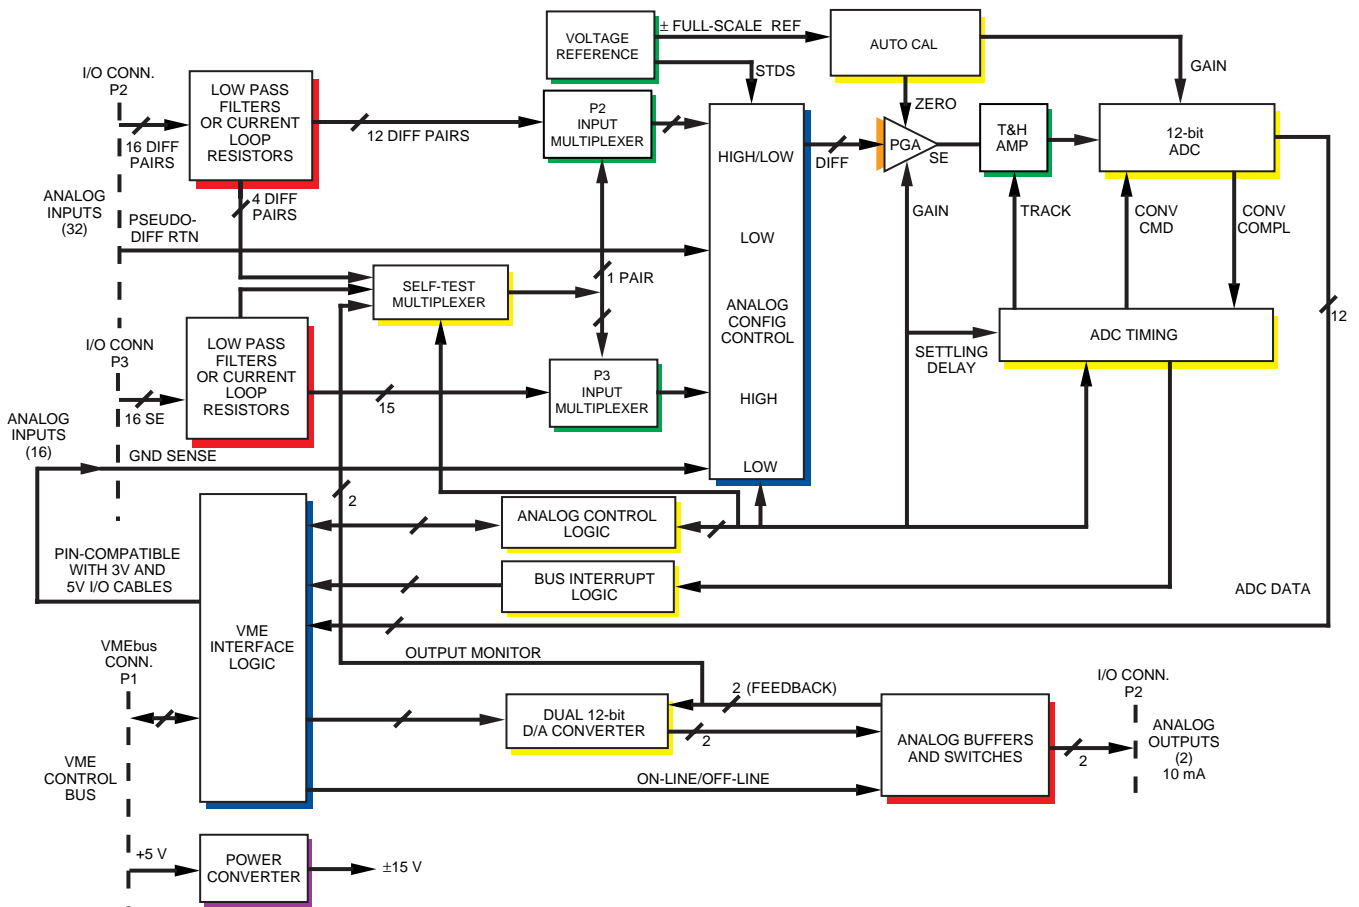 VOLTAGE
REFERENCE
± FULL-SCALE REF
AUTO CAL
STDS
GAIN
ZERO
I/O CONN.
P2
LOW PASS
FILTERS
OR CURRENT
LOOP
RESISTORS
16 DIFF
PAIRS
12 DIFF PAIRS
P2
INPUT
MULTIPLEXER
HIGH/LOW
DIFF
PGA
SE
T&H
AMP
12-bit
ADC
4 DIFF
PAIRS
ANALOG
INPUTS
(32)
PSEUDO-
DIFF RTN
LOW
GAIN
TRACK
CONV
CMD
CONV
COMPL
SELF-TEST
MULTIPLEXER
1 PAIR
ANALOG
CONFIG
CONTROL
12
ADC TIMING
SETTLING
DELAY
I/O CONN
P3
LOW PASS
FILTERS
OR CURRENT
LOOP
RESISTORS
16 SE
15
P3
INPUT
MULTIPLEXER
HIGH
ANALOG
INPUTS
(16)
GND SENSE
LOW
2
ANALOG CONTROL
LOGIC
PIN-COMPATIBLE
WITH 3V AND
5V I/O CABLES
BUS INTERRUPT
LOGIC
ADC DATA
VME
INTERFACE
LOGIC
OUTPUT MONITOR
VMEbus
CONN.
P1
2 (FEEDBACK)
I/O CONN.
P2
DUAL 12-bit
D/A CONVERTER
2
ANALOG BUFFERS
AND SWITCHES
2
ANALOG
OUTPUTS
(2)
10 mA
VME
CONTROL
BUS
ON-LINE/OFF-LINE
+5 V
POWER
CONVERTER
±15 V